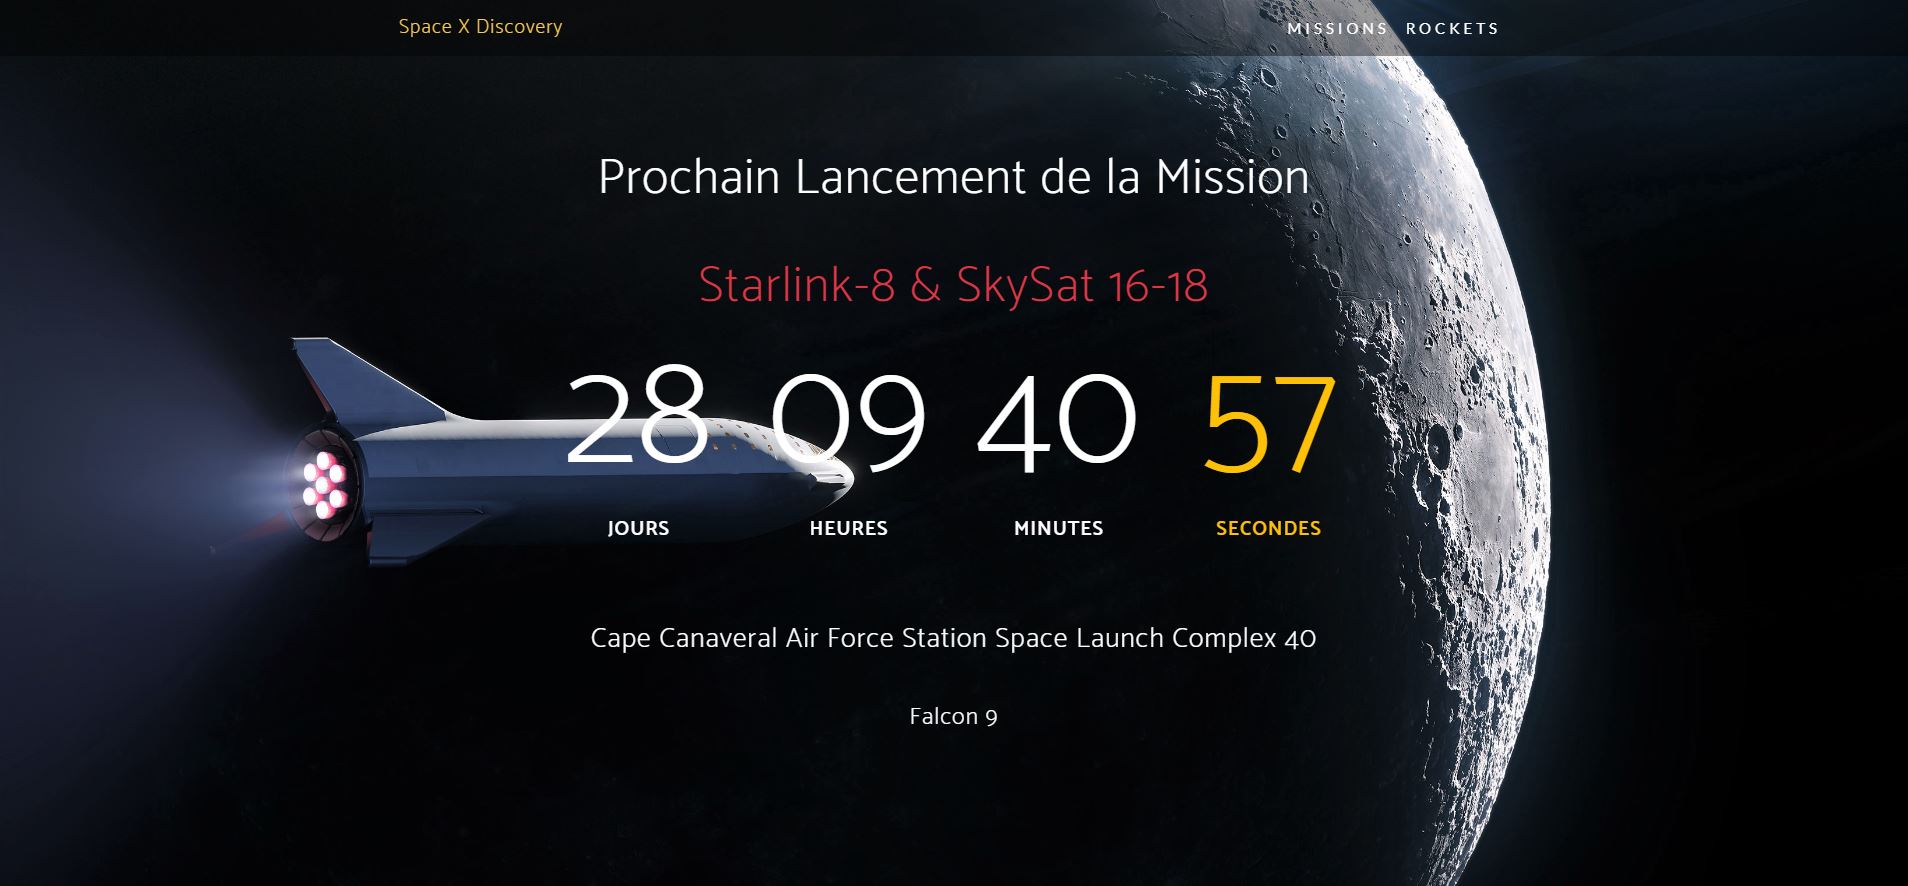 Space X Discovery
MISSIONS ROCKETS
Prochain Lancement de la Mission
Starlink-8 & SkySat 16-18
28 09 40 57
JOURS HEURES MINUTES SECONDES
Cape Canaveral Air Force Station Space Launch Complex 40
Falcon 9